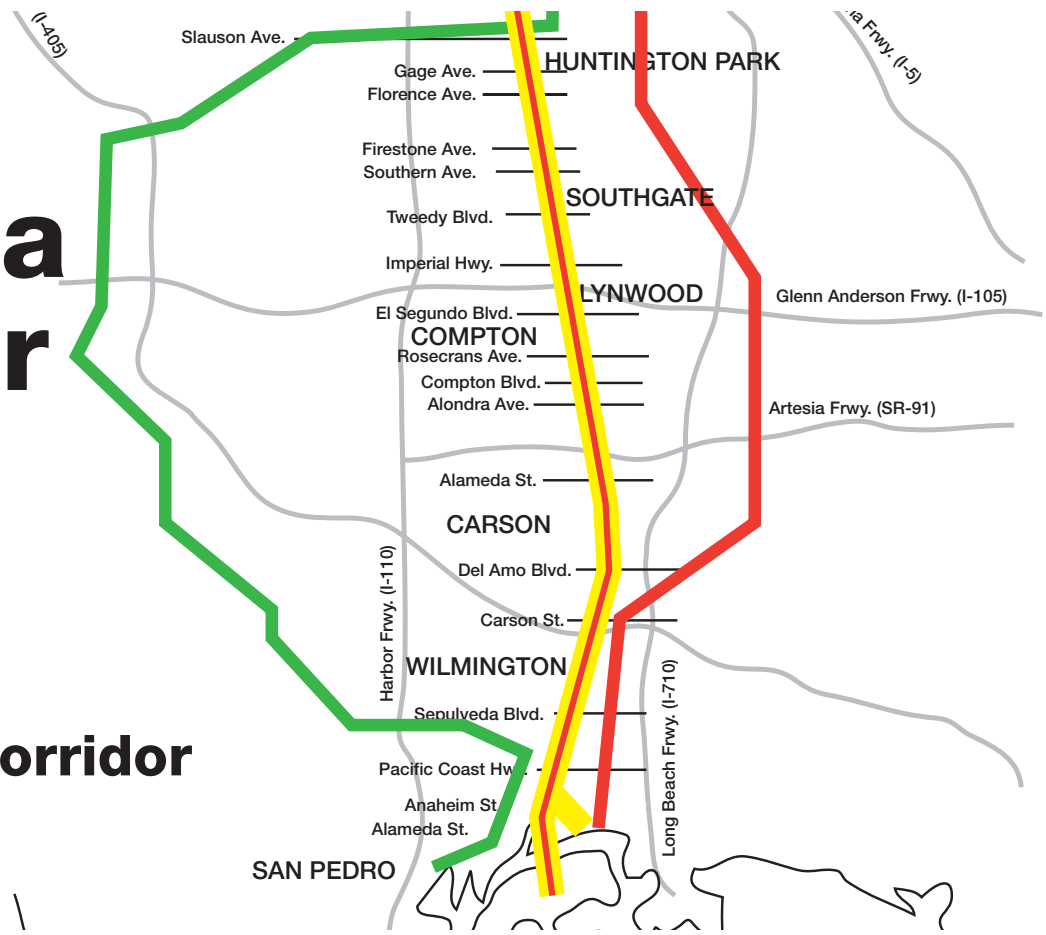 (I-405)
Slauson Ave.
ia Frwy. (I-5)
HUNTINGTON PARK
Gage Ave.
Florence Ave.
Firestone Ave.
Southern Ave.
SOUTHGATE
Tweedy Blvd.
a
Imperial Hwy.
LYNWOOD
Glenn Anderson Frwy. (I-105)
El Segundo Blvd.
COMPTON
r
Rosecrans Ave.
Compton Blvd.
Alondra Ave.
Artesia Frwy. (SR-91)
Alameda St.
CARSON
Del Amo Blvd.
Harbor Frwy. (I-110)
Carson St.
WILMINGTON
Long Beach Frwy. (I-710)
Sepulveda Blvd.
orridor
Pacific Coast Hwy.
Anaheim St.
Alameda St.
SAN PEDRO